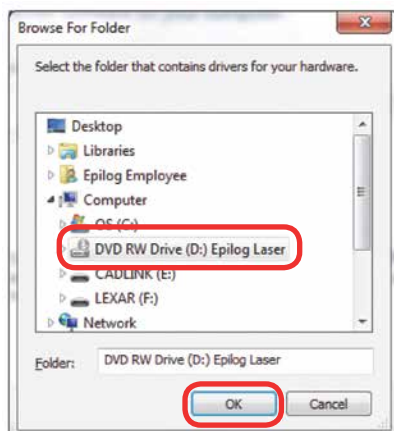 Browse For Folder
Select the folder that contains drivers for your hardware.
Desktop
Libraries
Epilog Employee
Computer
OS (C:)
DVD RW Drive (D:) Epilog Laser
CADLINK (E:)
LEXAR (F:)
Network
Folder: DVD RW Drive (D:) Epilog Laser
OK Cancel